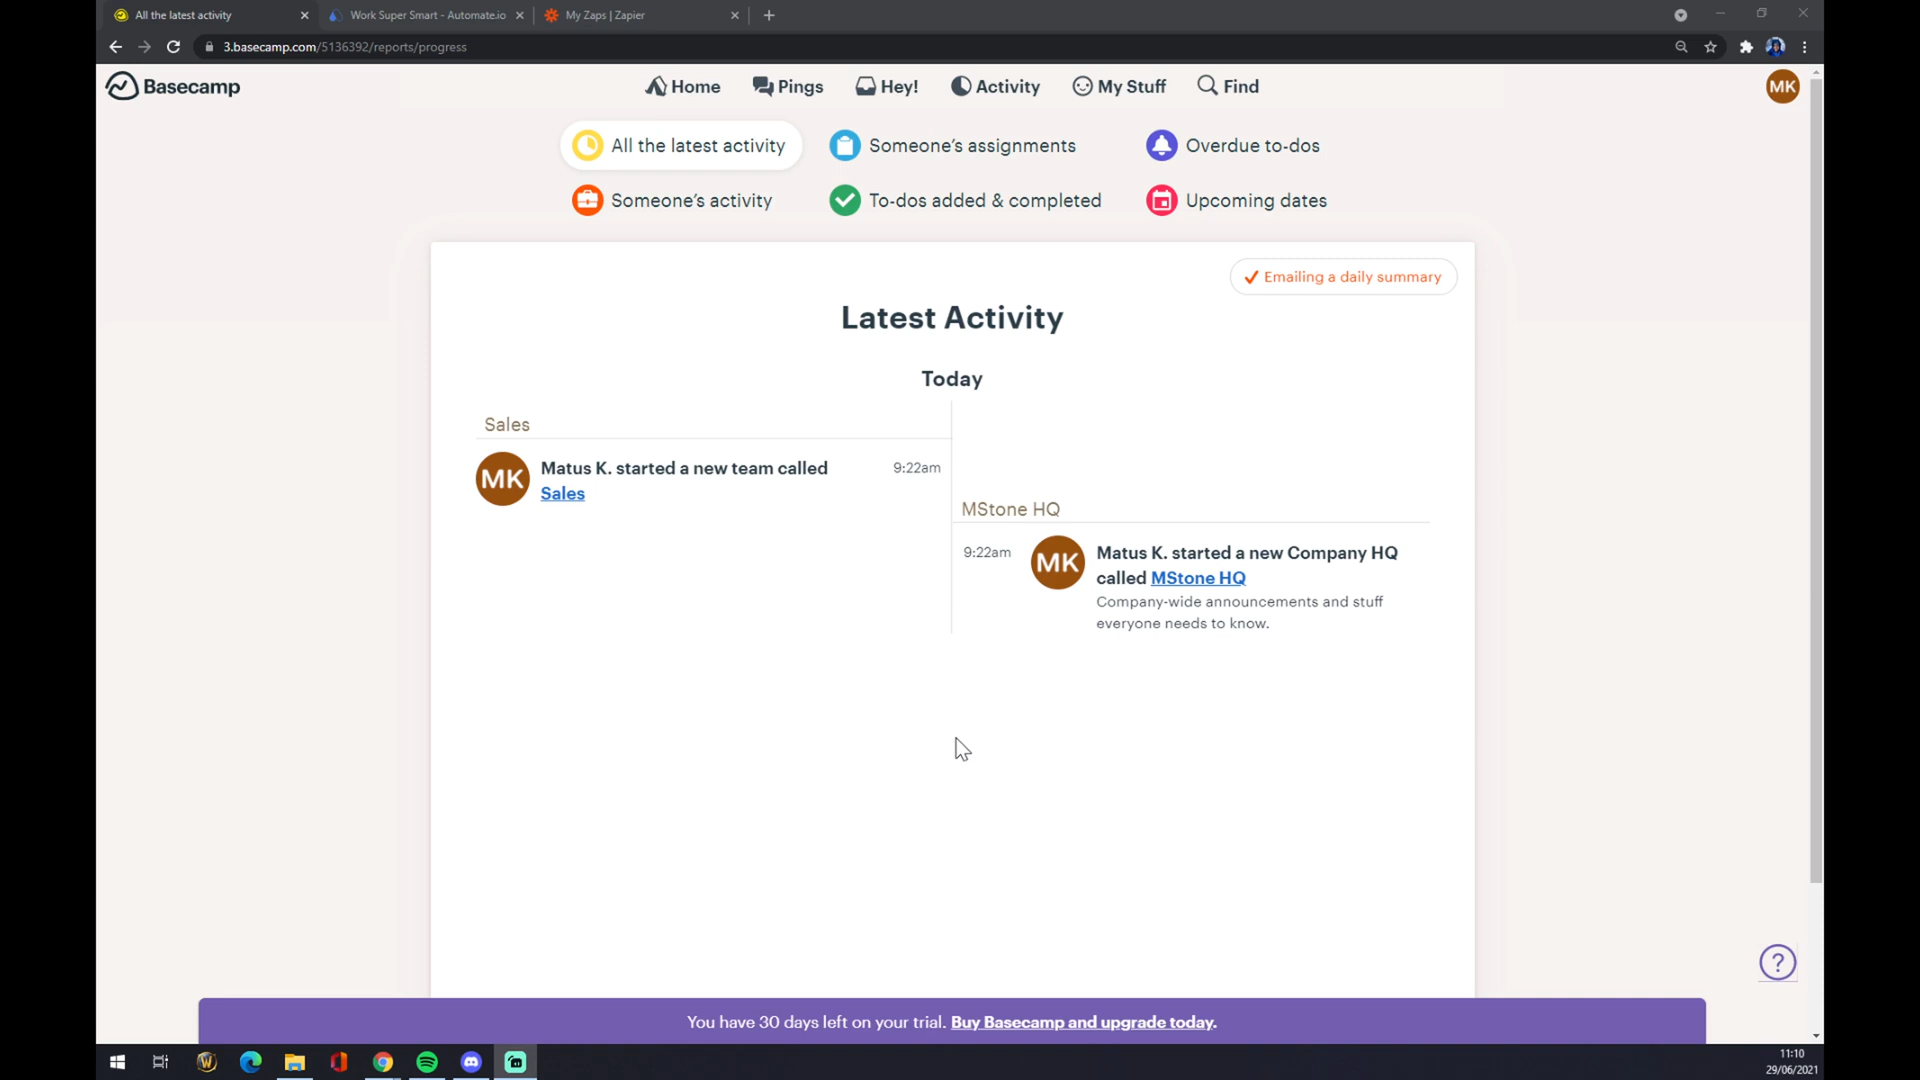 All the latest activity
Work Super Smart - Automate.io
My Zaps | Zapier
3.basecamp.com/5136392/reports/progress
Basecamp
Home
Pings
Hey!
Activity
My Stuff
Find
MK
All the latest activity
Someone’s assignments
Overdue to-dos
Someone’s activity
To-dos added & completed
Upcoming dates
Emailing a daily summary
Latest Activity
Today
Sales
MK
Matus K. started a new team called
9:22am
Sales
MStone HQ
9:22am
MK
Matus K. started a new Company HQ
called MStone HQ
Company-wide announcements and stuff
everyone needs to know.
?
You have 30 days left on your trial. Buy Basecamp and upgrade today.
W
11:10
29/06/2021